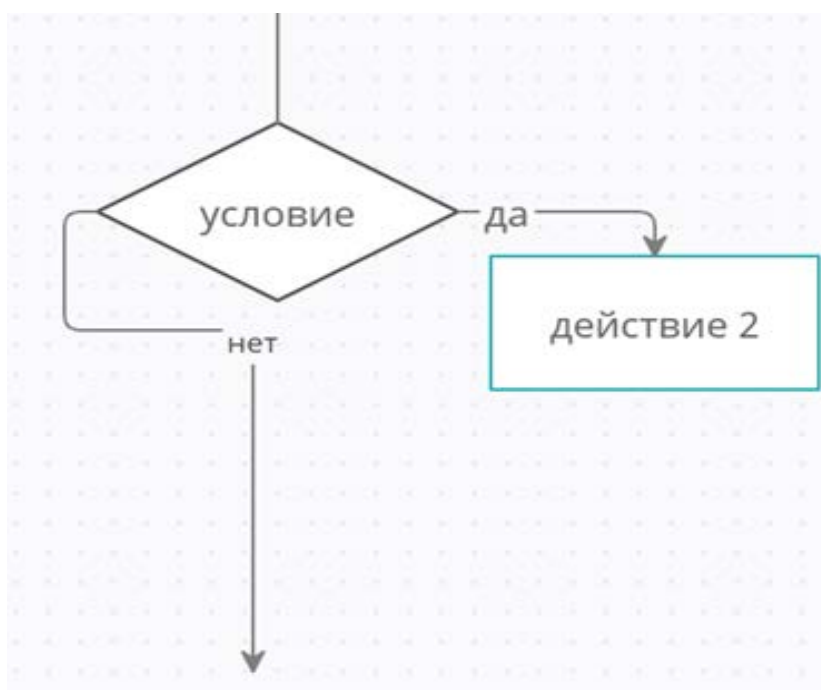 условие
да
действие 2
нет